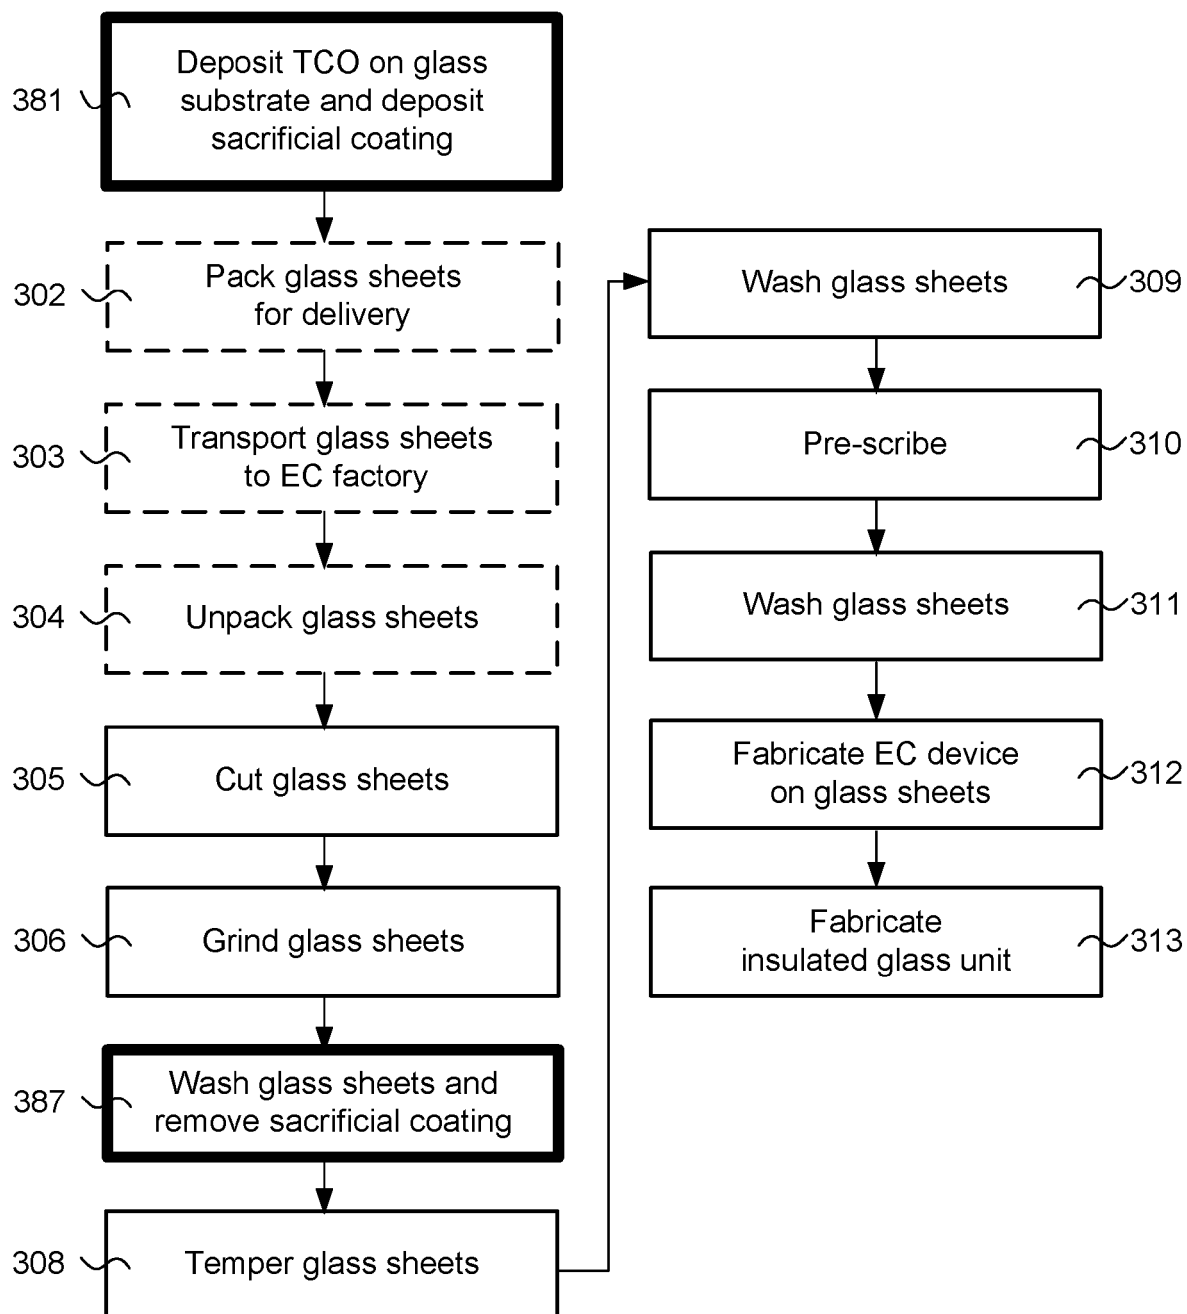 381
Deposit TCO on glass
substrate and deposit
sacrificial coating
302
Pack glass sheets
for delivery
303
Transport glass sheets
to EC factory
304
Unpack glass sheets
305
Cut glass sheets
306
Grind glass sheets
387
Wash glass sheets and
remove sacrificial coating
308
Temper glass sheets
Wash glass sheets
309
Pre-scribe
310
Wash glass sheets
311
Fabricate EC device
on glass sheets
312
Fabricate
insulated glass unit
313